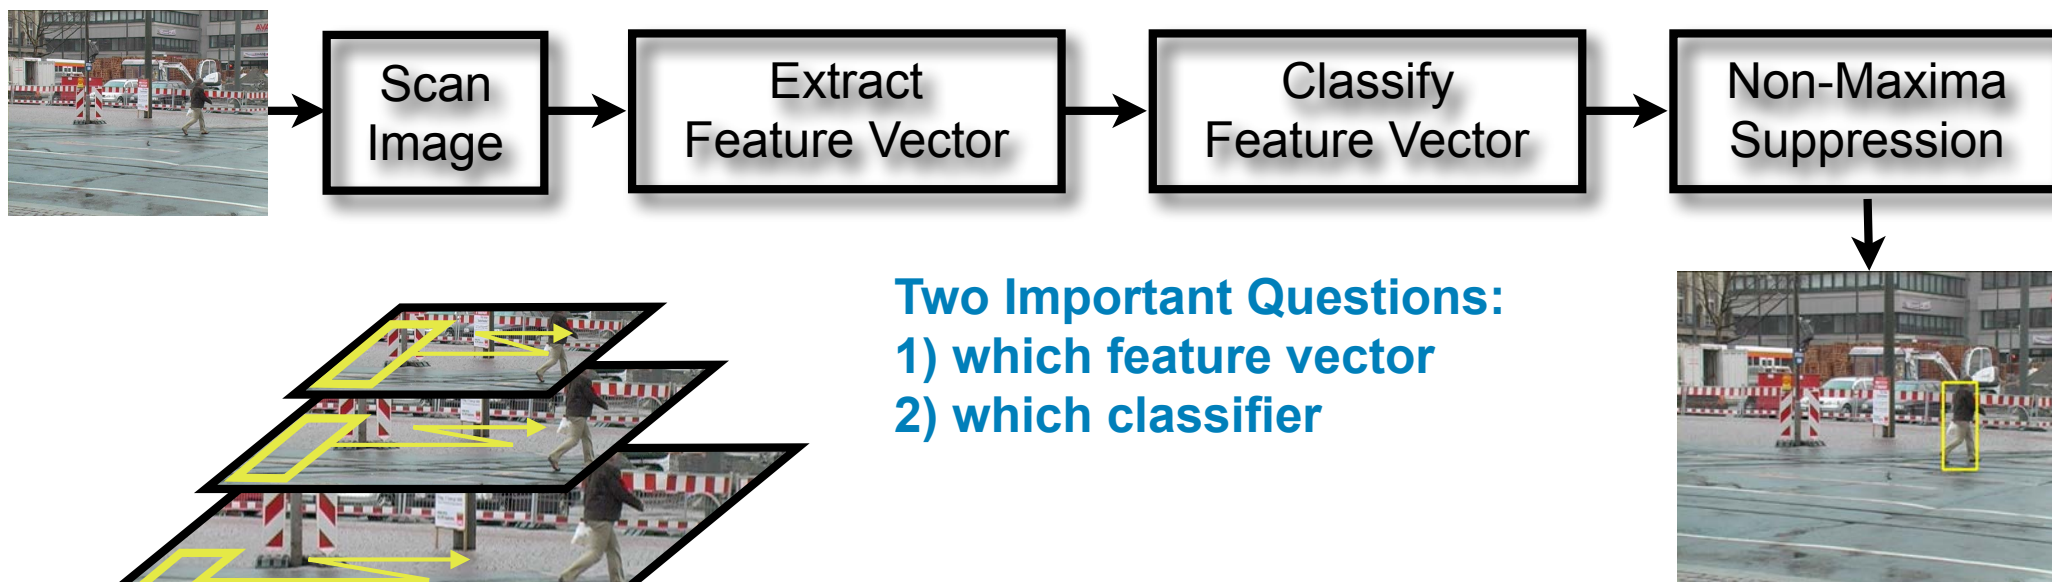 Scan
Image
Extract
Feature Vector
Classify
Feature Vector
Non-Maxima
Suppression
Two Important Questions:
1) which feature vector
2) which classifier